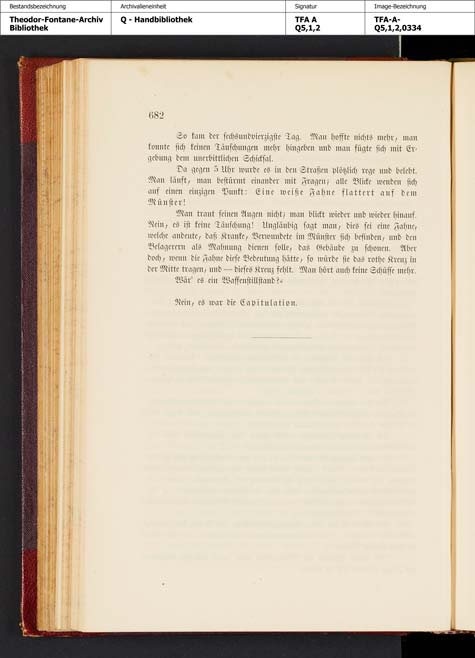 Bestandsbezeichnung
Archivalieneinheit
Signatur
Image-Bezeichnung
Theodor-Fontane-Archiv
Bibliothek
Q - Handbibliothek
TFA A
Q5,1,2
TFA-A-
Q5,1,2,0334
682
So kam der sechsundvierzigste Tag. Man hoffte nichts mehr, man
konnte sich keinen Täuschungen mehr hingeben und man fügte sich mit Er-
gebung dem unerbittlichen Schicksal.
Da gegen 5 Uhr wurde es in den Straßen plötzlich rege und belebt.
Man läuft, man bestürmt einander mit Fragen; alle Blicke wenden sich
auf einen einzigen Punkt: Eine weiße Fahne flattert auf dem
Münster!
Man traut seinen Augen nicht; man blickt wieder und wieder hinauf.
Nein, es ist keine Täuschung! Ungläubig sagt man, dies sei eine Fahne,
welche andeute, daß Kranke, Verwundete im Münster sich befinden, und den
Belagerern als Mahnung dienen solle, das Gebäude zu schonen. Aber
doch, wenn die Fahne diese Bedeutung hätte, so würde sie das rothe Kreuz in
der Mitte tragen, und — dieses Kreuz fehlt. Man hört auch keine Schüsse mehr.
Wär' es ein Waffenstillstand?«
Nein, es war die Capitulation.